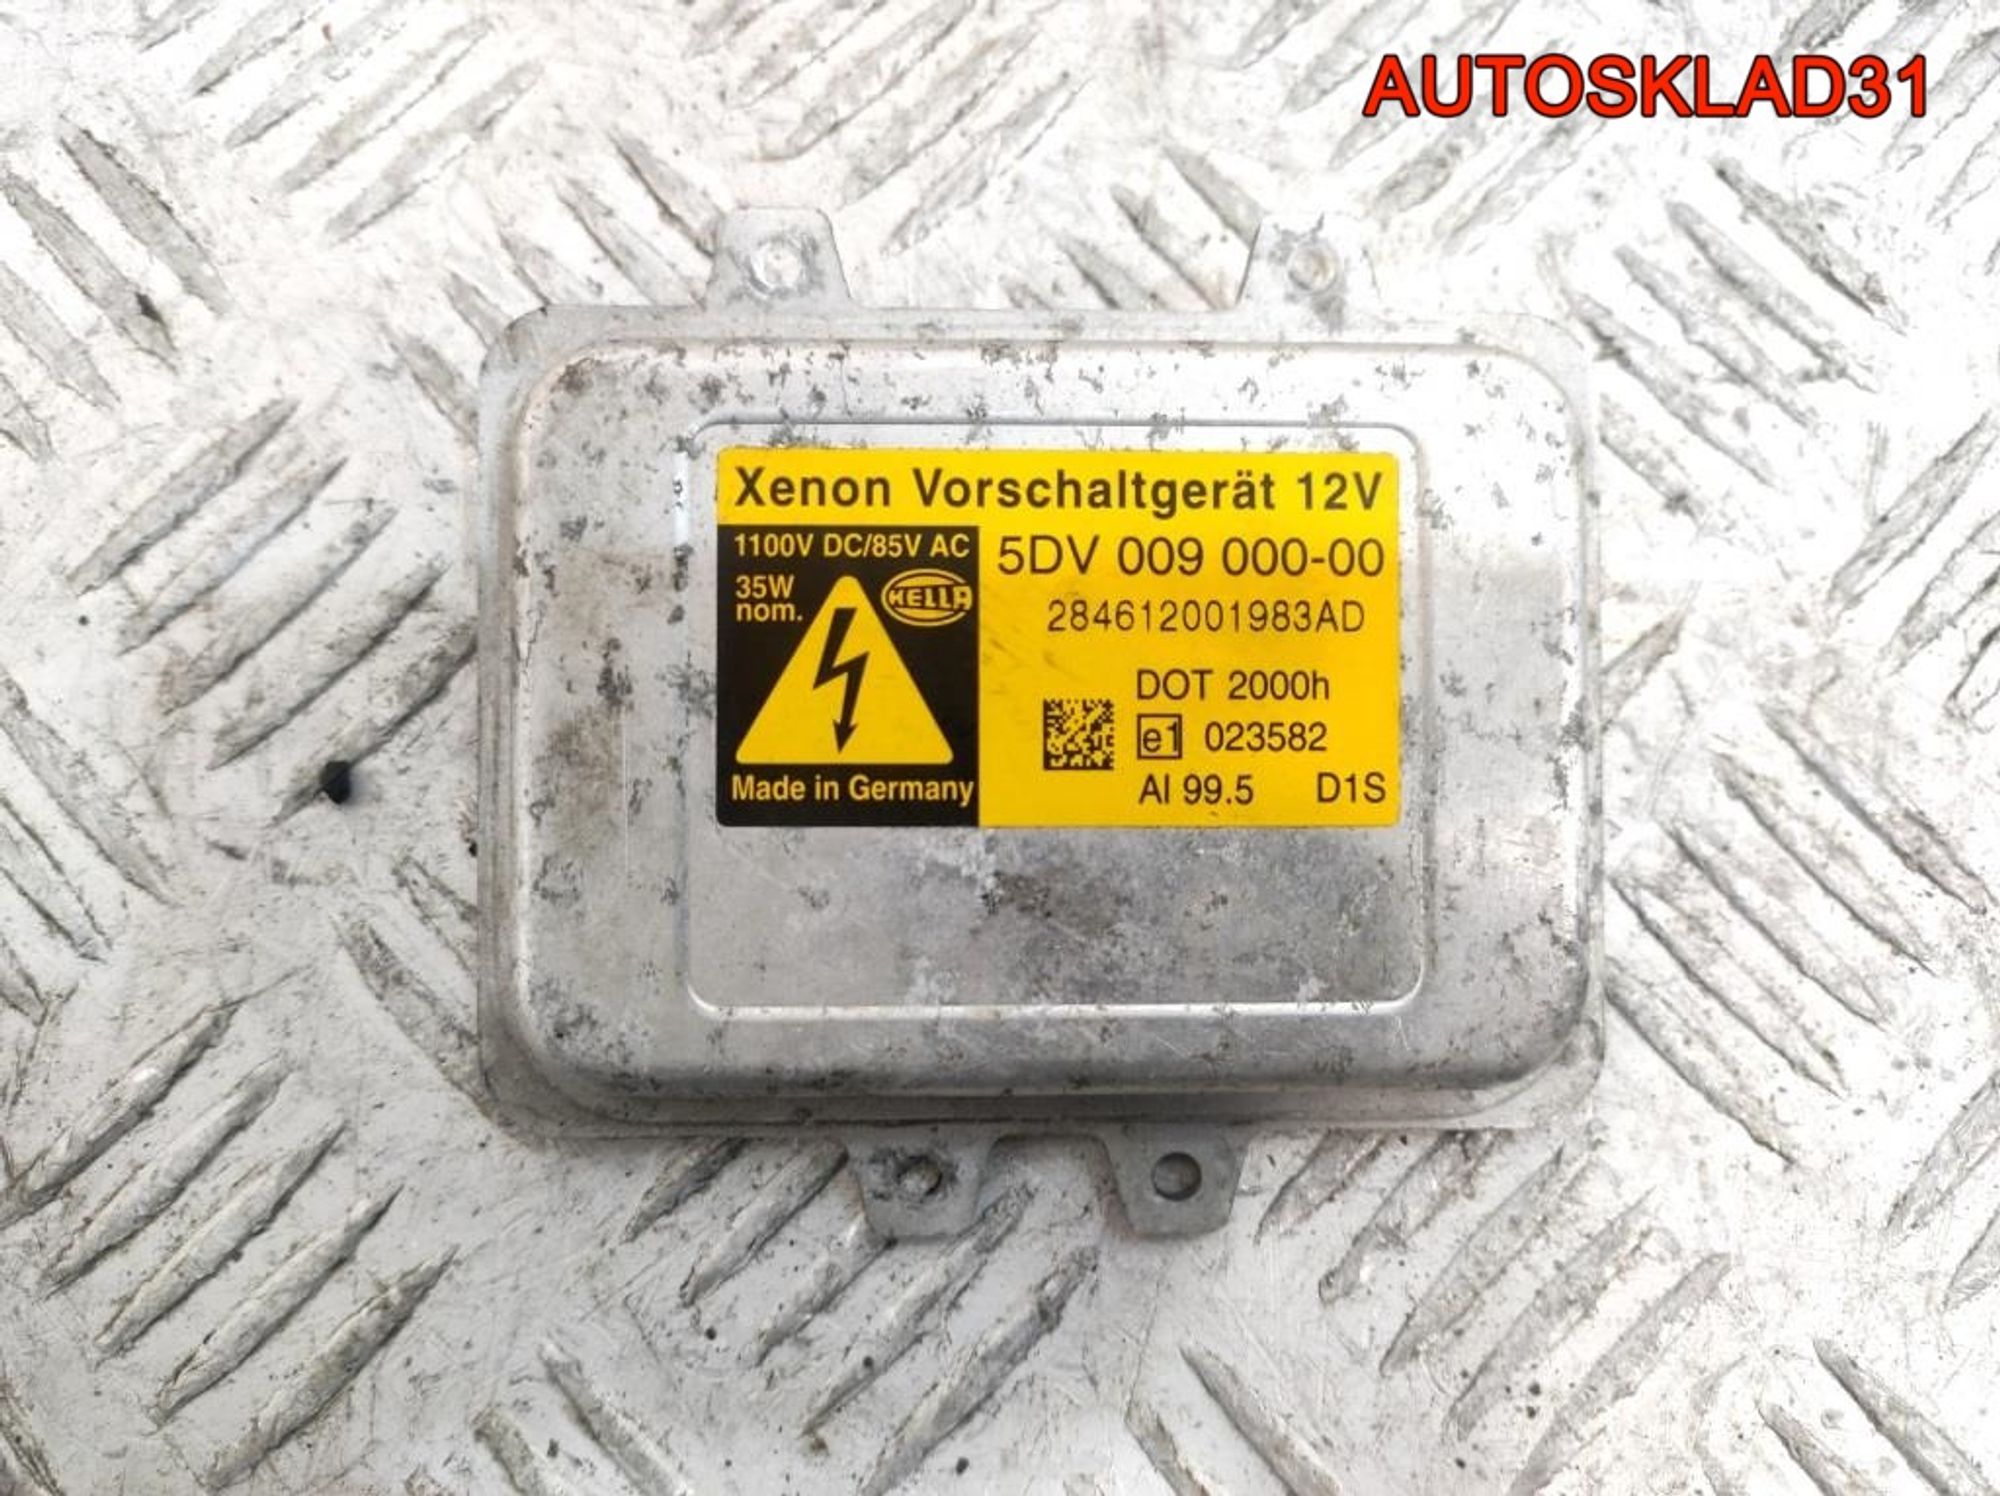 AUTOSKLAD31
Xenon Vorschaltgerät 12V
1100V DC/85V AC
35W
nom.
HELLA
Made in Germany
5DV 009 000-00
284612001983AD
DOT 2000h
e1 023582
Al 99.5 D1S